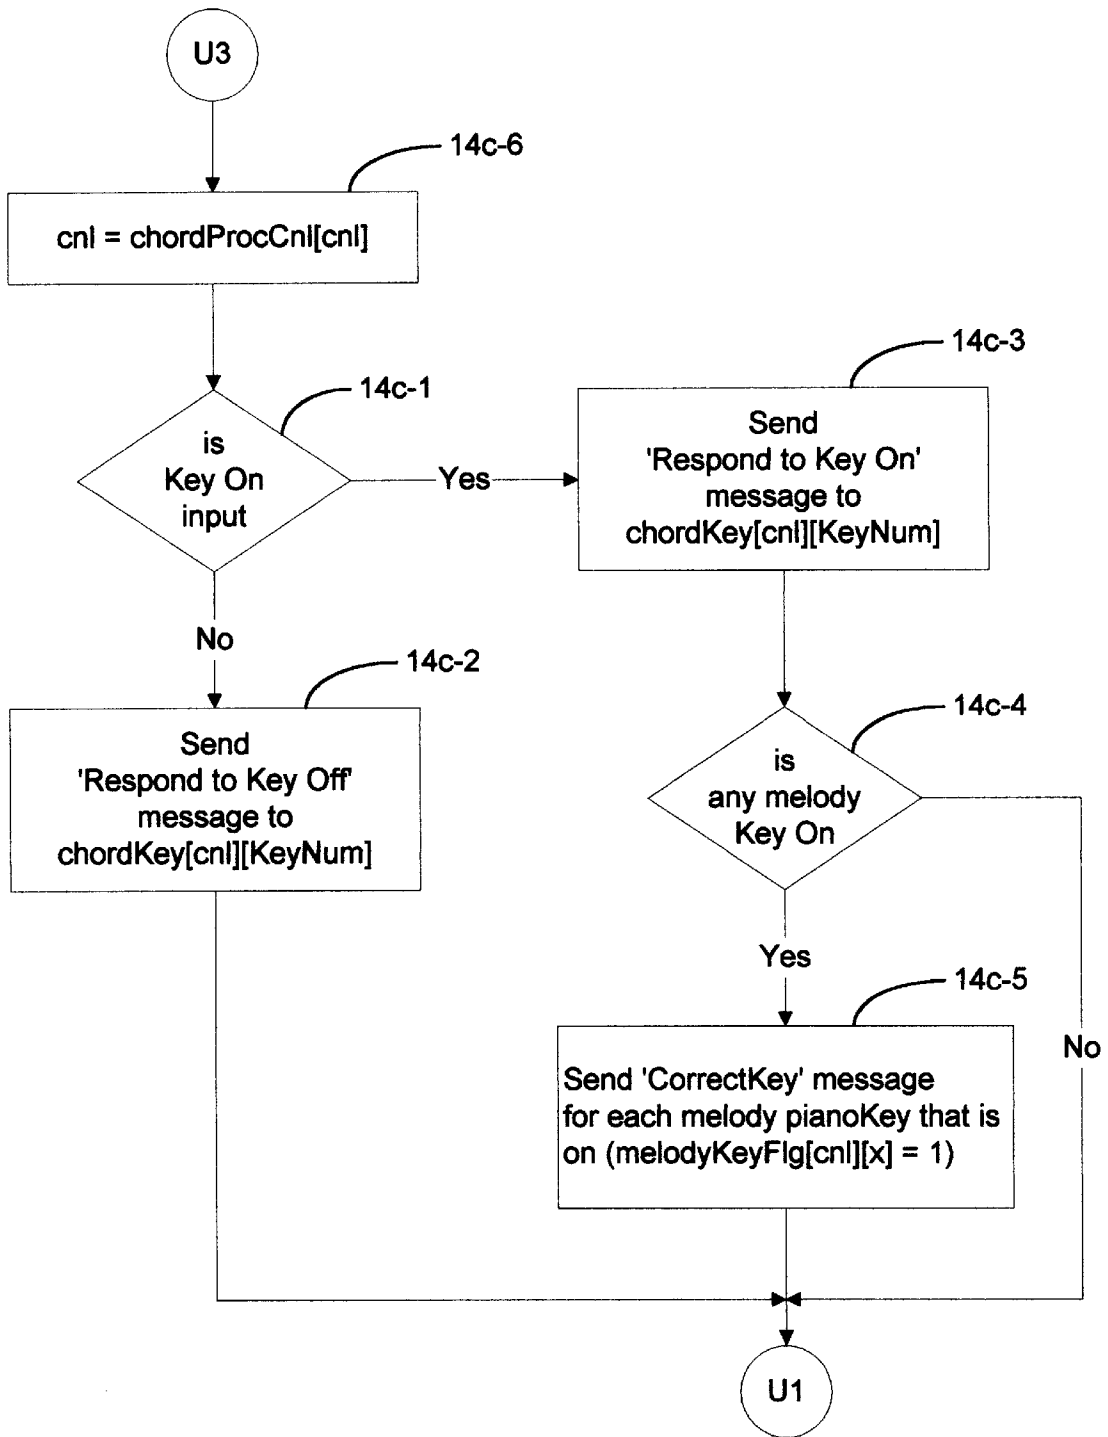 U3
14c-6
cnl = chordProcCnl[cnl]
14c-1
is
Key On
input
Yes
No
14c-3
Send
'Respond to Key On'
message to
chordKey[cnl][KeyNum]
14c-2
Send
'Respond to Key Off'
message to
chordKey[cnl][KeyNum]
14c-4
is
any melody
Key On
Yes
No
14c-5
Send 'CorrectKey' message
for each melody pianoKey that is
on (melodyKeyFlg[cnl][x] = 1)
U1